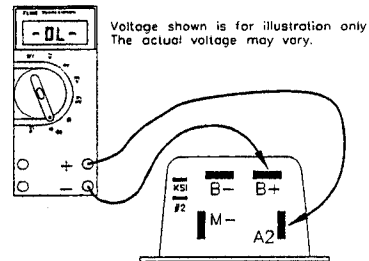 Voltage shown is for illustration only
The actual voltage may vary.
- OL -
+
-
KSI
B-
B+
#2
M-
A2